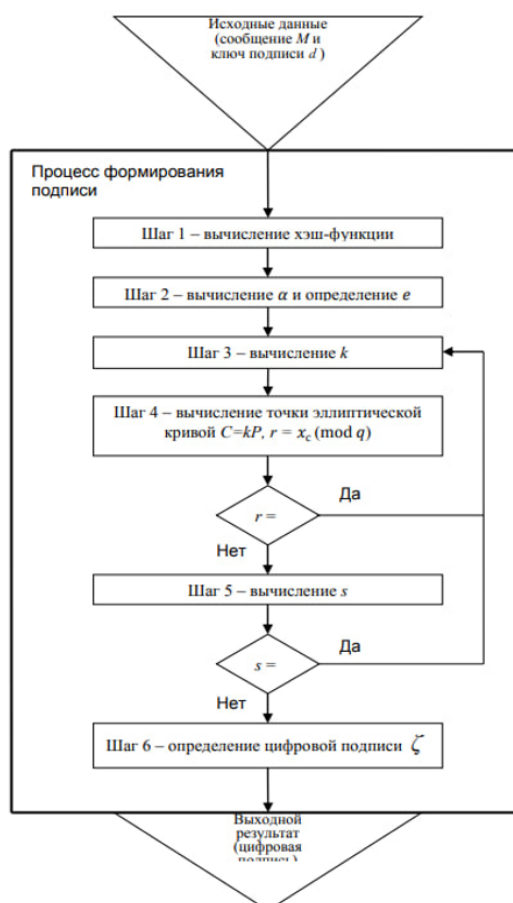 Исходные данные
(сообщение M и
ключ подписи d )
Процесс формирования
подписи
Шаг 1 – вычисление хэш-функции
Шаг 2 – вычисление α и определение e
Шаг 3 – вычисление k
Шаг 4 – вычисление точки эллиптической
кривой C=kP, r = x_c (mod q)
r =
Да
Нет
Шаг 5 – вычисление s
s =
Да
Нет
Шаг 6 – определение цифровой подписи ζ
Выходной
результат
(цифровая
подпись)